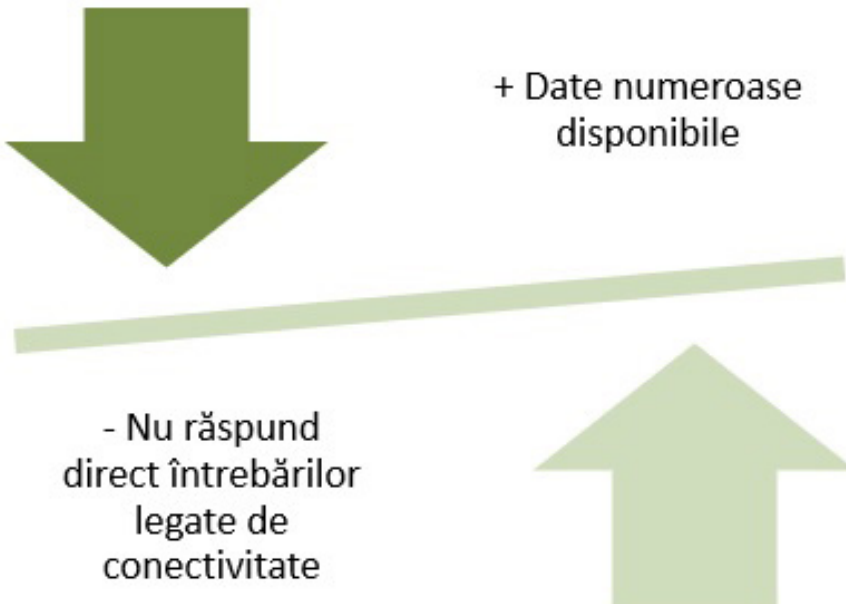 + Date numeroase
disponibile
- Nu răspund
direct întrebărilor
legate de
conectivitate